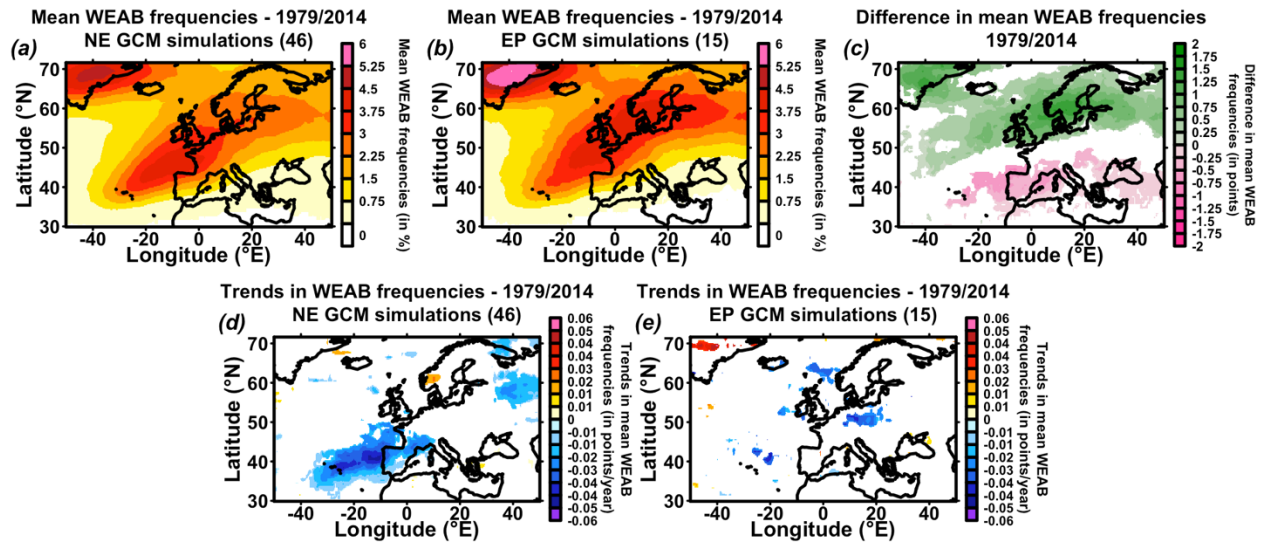 Mean WEAB frequencies - 1979/2014
NE GCM simulations (46)
(a)
70
60
50
40
30
Latitude (°N)
-40 -20 0 20 40
Longitude (°E)
6
5.25
4.5
3.75
3
2.25
1.5
0.75
0
Mean WEAB frequencies (in %)
Mean WEAB frequencies - 1979/2014
EP GCM simulations (15)
(b)
70
60
50
40
30
Latitude (°N)
-40 -20 0 20 40
Longitude (°E)
6
5.25
4.5
3.75
3
2.25
1.5
0.75
0
Mean WEAB frequencies (in %)
Difference in mean WEAB frequencies
1979/2014
(c)
70
60
50
40
30
Latitude (°N)
-40 -20 0 20 40
Longitude (°E)
2
1.75
1.5
1.25
1
0.75
0.5
0.25
0
-0.25
-0.5
-0.75
-1
-1.25
-1.5
-1.75
-2
Difference in mean WEAB
frequencies (in points)
Trends in WEAB frequencies - 1979/2014
NE GCM simulations (46)
(d)
70
60
50
40
30
Latitude (°N)
-40 -20 0 20 40
Longitude (°E)
0.06
0.05
0.04
0.03
0.02
0.01
0.01
0
-0.01
-0.01
-0.02
-0.03
-0.04
-0.05
-0.04
-0.06
Trends in mean WEAB
frequencies (in points/year)
Trends in WEAB frequencies - 1979/2014
EP GCM simulations (15)
(e)
70
60
50
40
30
Latitude (°N)
-40 -20 0 20 40
Longitude (°E)
0.06
0.05
0.04
0.03
0.02
0.01
0.01
0
-0.01
-0.01
-0.02
-0.03
-0.04
-0.05
-0.04
-0.06
Trends in mean WEAB
frequencies (in points/year)